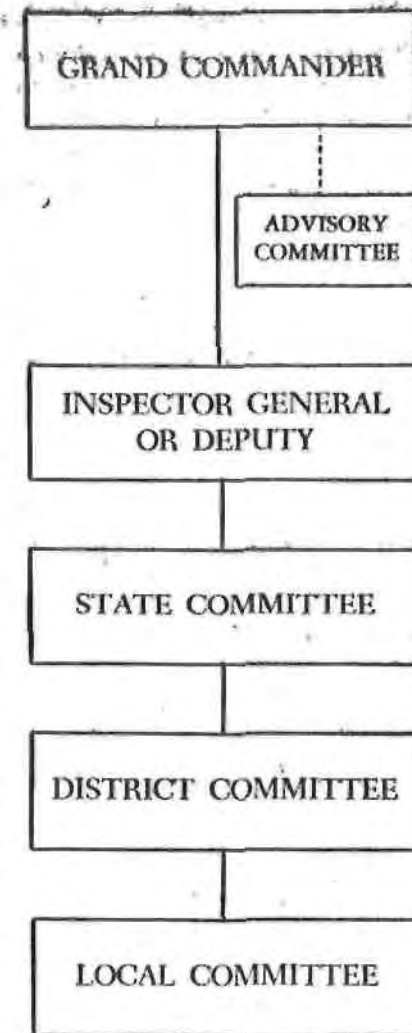 GRAND COMMANDER
ADVISORY
COMMITTEE
INSPECTOR GENERAL
OR DEPUTY
STATE COMMITTEE
DISTRICT COMMITTEE
LOCAL COMMITTEE